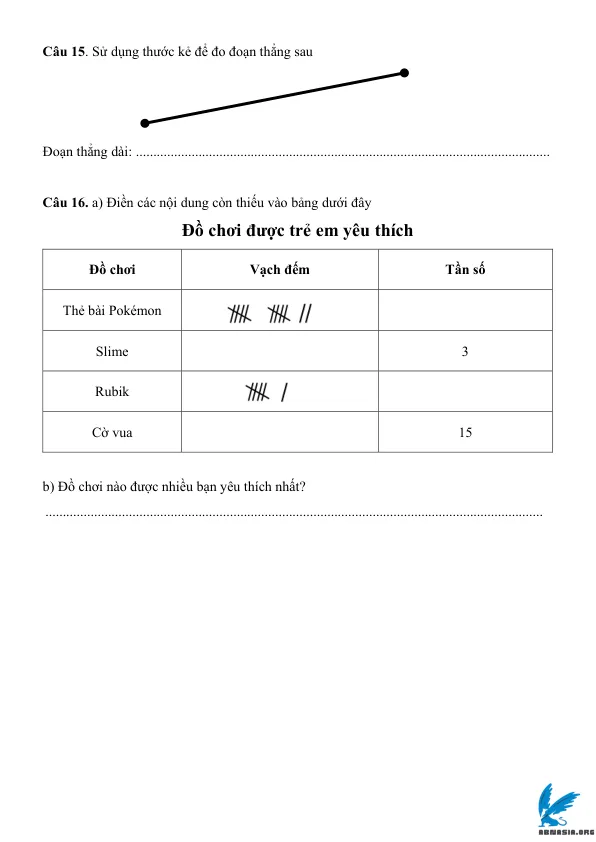 Câu 15. Sử dụng thước kẻ để đo đoạn thẳng sau
Đoạn thẳng dài: ........................................................................................................................
Câu 16. a) Điền các nội dung còn thiếu vào bảng dưới đây
Đồ chơi được trẻ em yêu thích
Đồ chơi Vạch đếm Tần số
Thẻ bài Pokémon
Slime 3
Rubik
Cờ vua 15
b) Đồ chơi nào được nhiều bạn yêu thích nhất?
................................................................................................................................................
ABNASIA.ORG